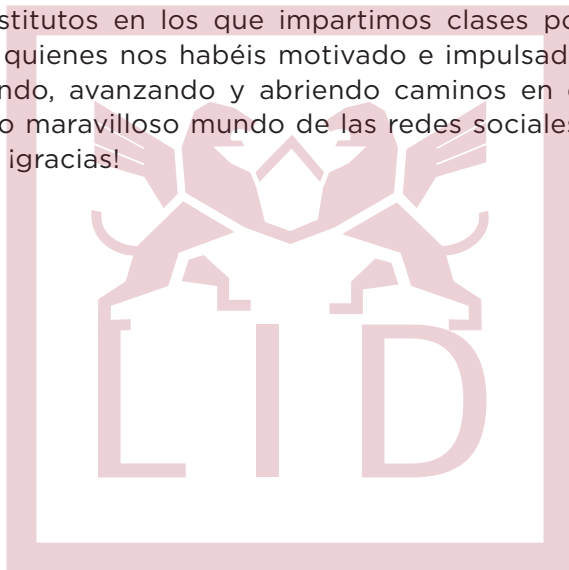 stitutos en los que impartimos clases po
quienes nos habéis motivado e impulsad
ndo, avanzando y abriendo caminos en
o maravilloso mundo de las redes sociales
¡gracias!
LID